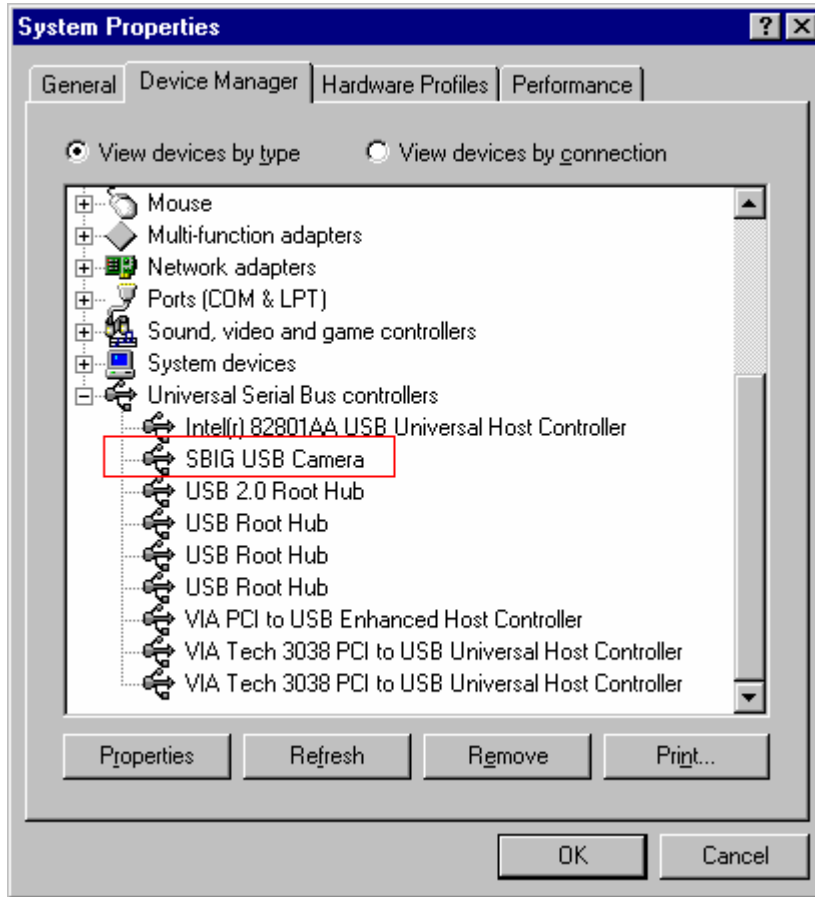 System Properties
General Device Manager Hardware Profiles Performance
View devices by type View devices by connection
Mouse
Multi-function adapters
Network adapters
Ports (COM & LPT)
Sound, video and game controllers
System devices
Universal Serial Bus controllers
Intel(r) 82801AA USB Universal Host Controller
SBIG USB Camera
USB 2.0 Root Hub
USB Root Hub
USB Root Hub
USB Root Hub
VIA PCI to USB Enhanced Host Controller
VIA Tech 3038 PCI to USB Universal Host Controller
VIA Tech 3038 PCI to USB Universal Host Controller
Properties Refresh Remove Print...
OK Cancel